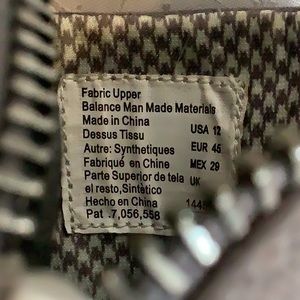 Fabric Upper
Balance Man Made Materials
Made in China USA 12
Dessus Tissu
Autre: Synthetiques EUR 45
Fabriqué en Chine MEX 29
Parte Superior de tela UK
el resto,Sintètico
Hecho en China
Pat .7,056,558